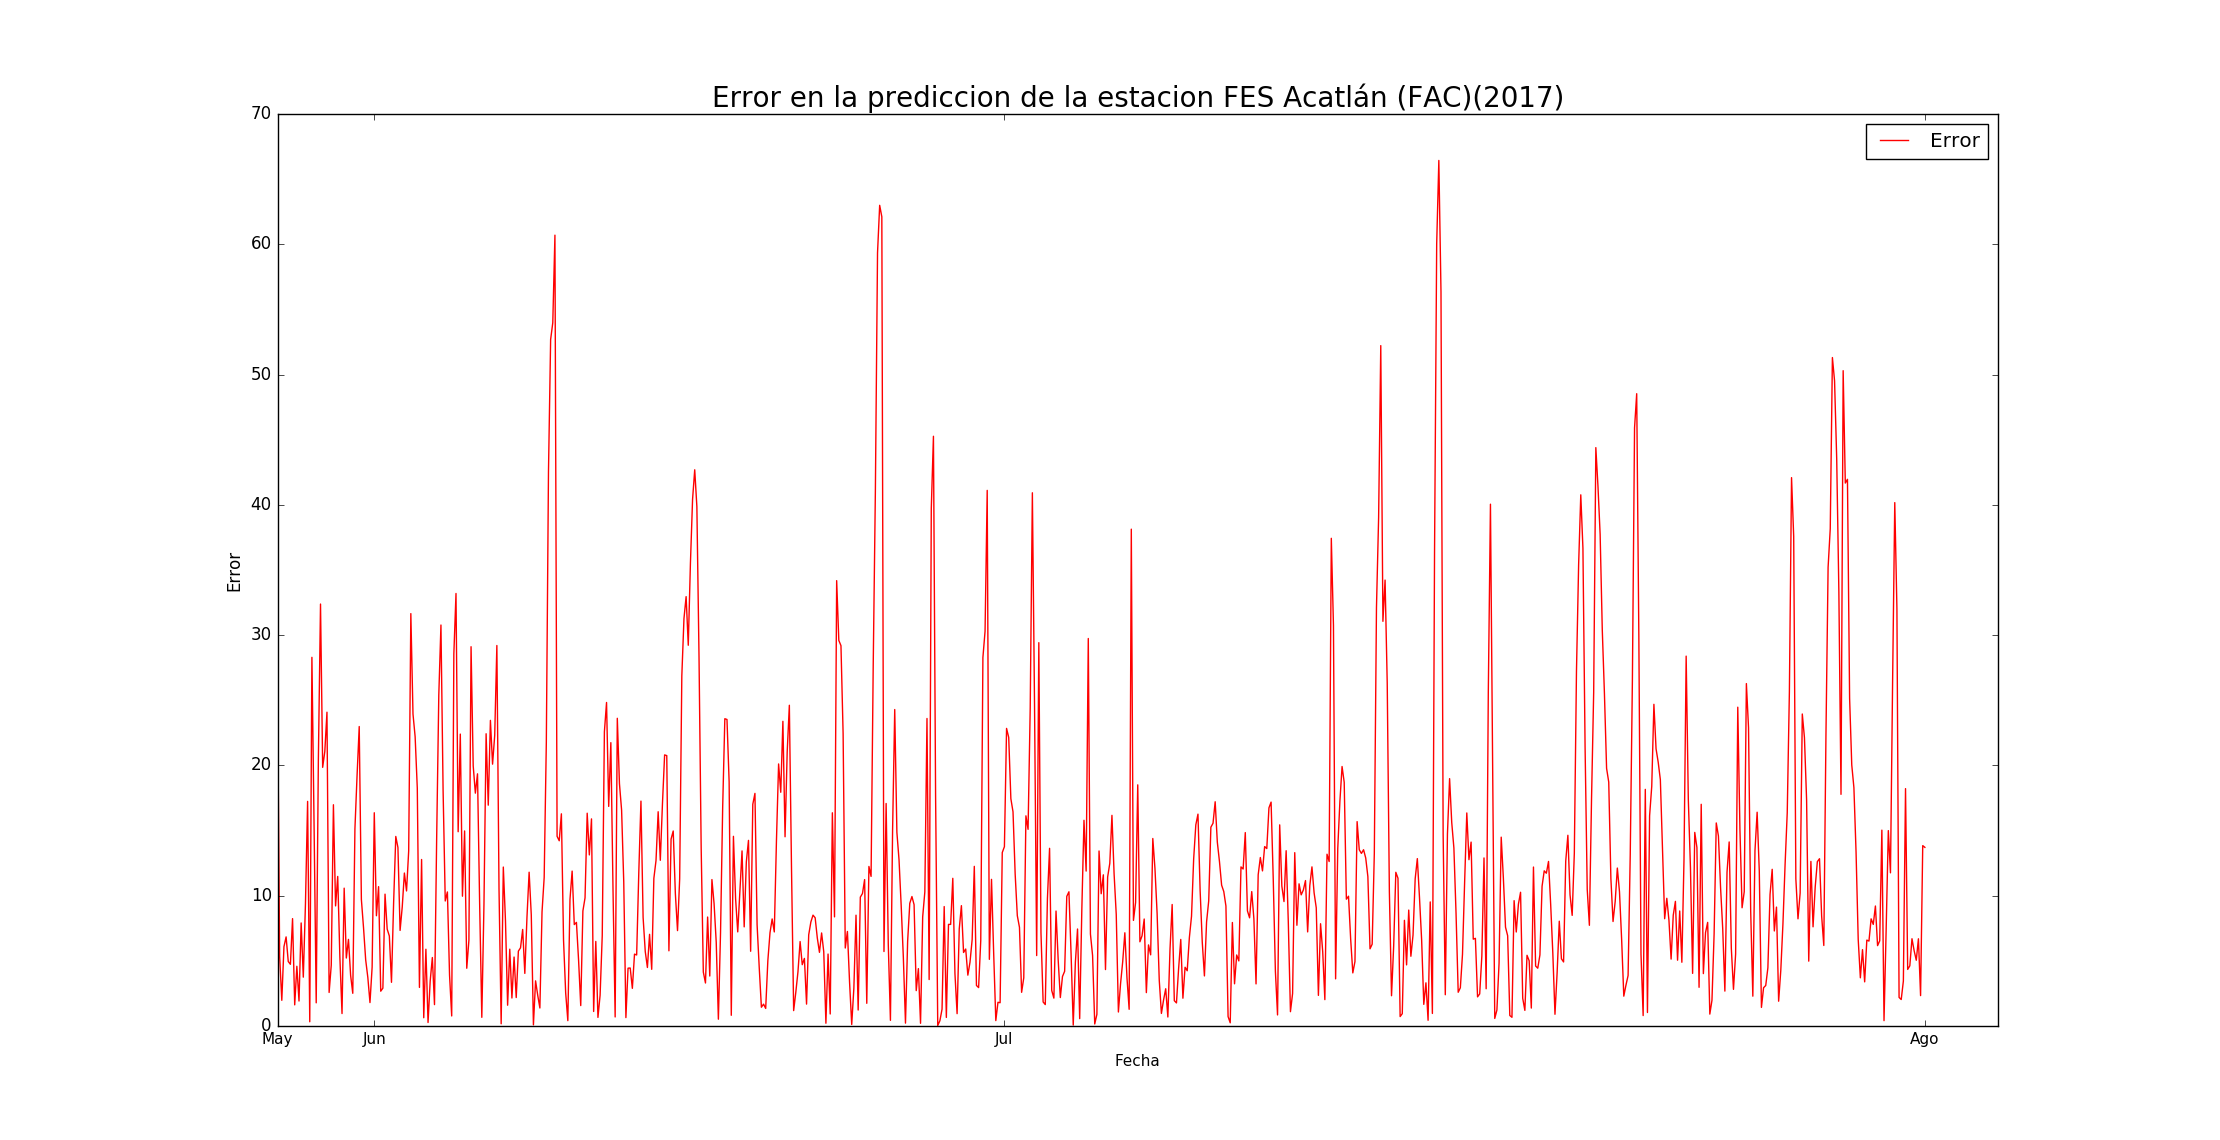 Error en la prediccion de la estacion FES Acatlán (FAC)(2017)
Error
70
60
50
40
30
20
10
0
Error
May Jun Jul Ago
Fecha